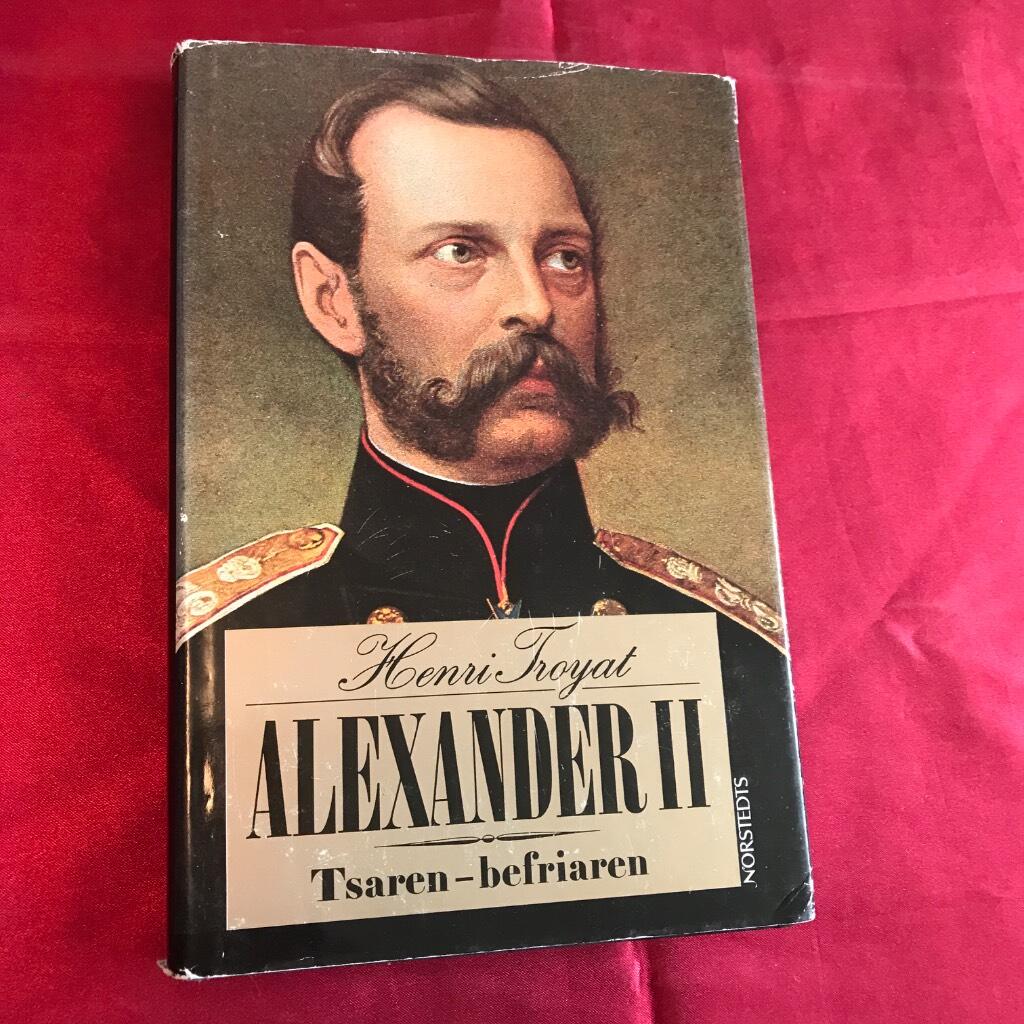 Henri Troyat
ALEXANDER II
Tsaren – befriaren
NORSTEDTS